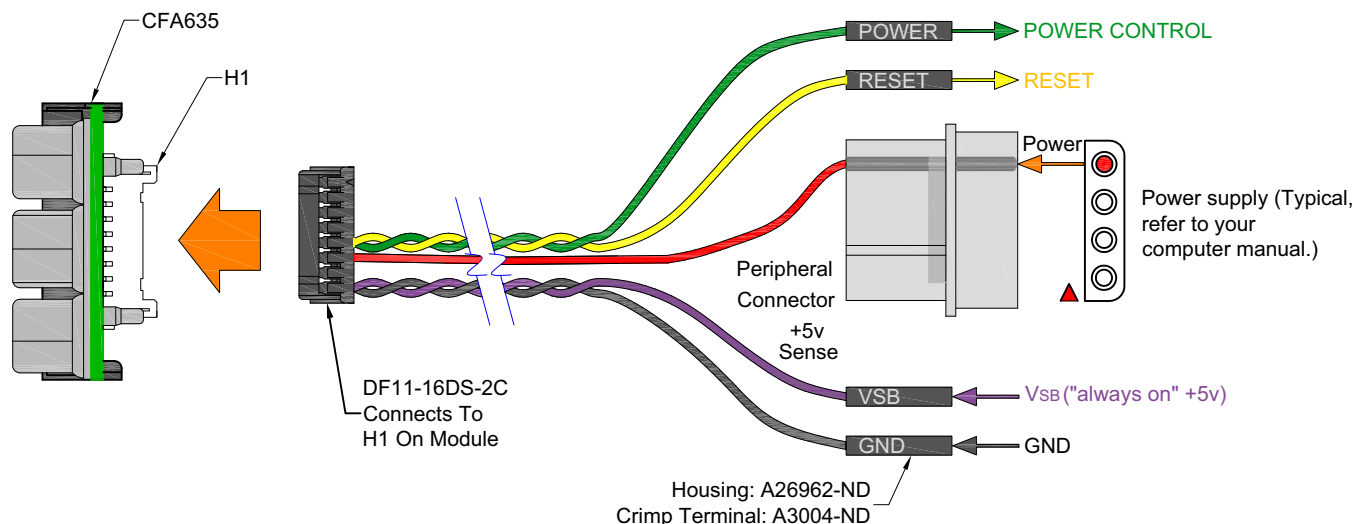 CFA635
H1
POWER
POWER CONTROL
RESET
RESET
Power
Power supply (Typical,
refer to your
computer manual.)
Peripheral
Connector
+5v
Sense
DF11-16DS-2C
Connects To
H1 On Module
VSB
VSB ("always on" +5v)
GND
GND
Housing: A26962-ND
Crimp Terminal: A3004-ND